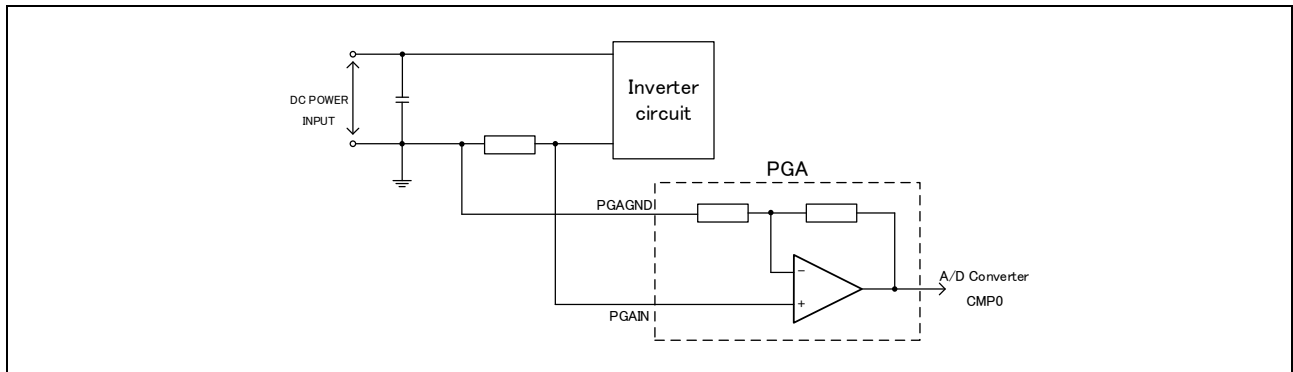 DC POWER
INPUT
Inverter
circuit
PGA
PGAGND
−
+
PGAIN
A/D Converter
CMP0